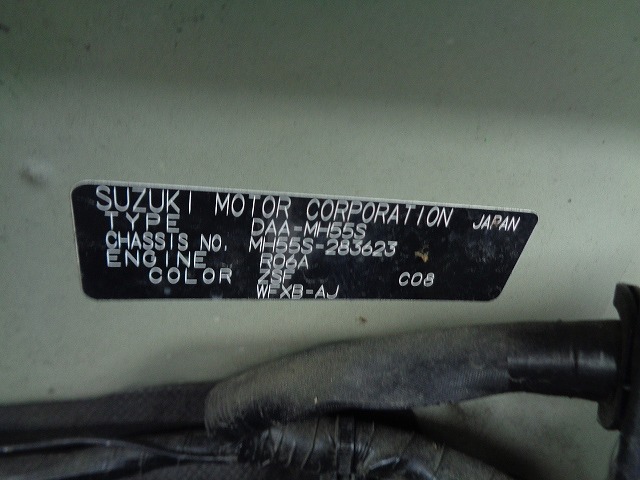 SUZUKI MOTOR CORPORATION JAPAN
TYPE DAA-MH55S
CHASSIS NO. MH55S-283623
ENGINE R06A
COLOR ZSF C08
WFXB-AJ